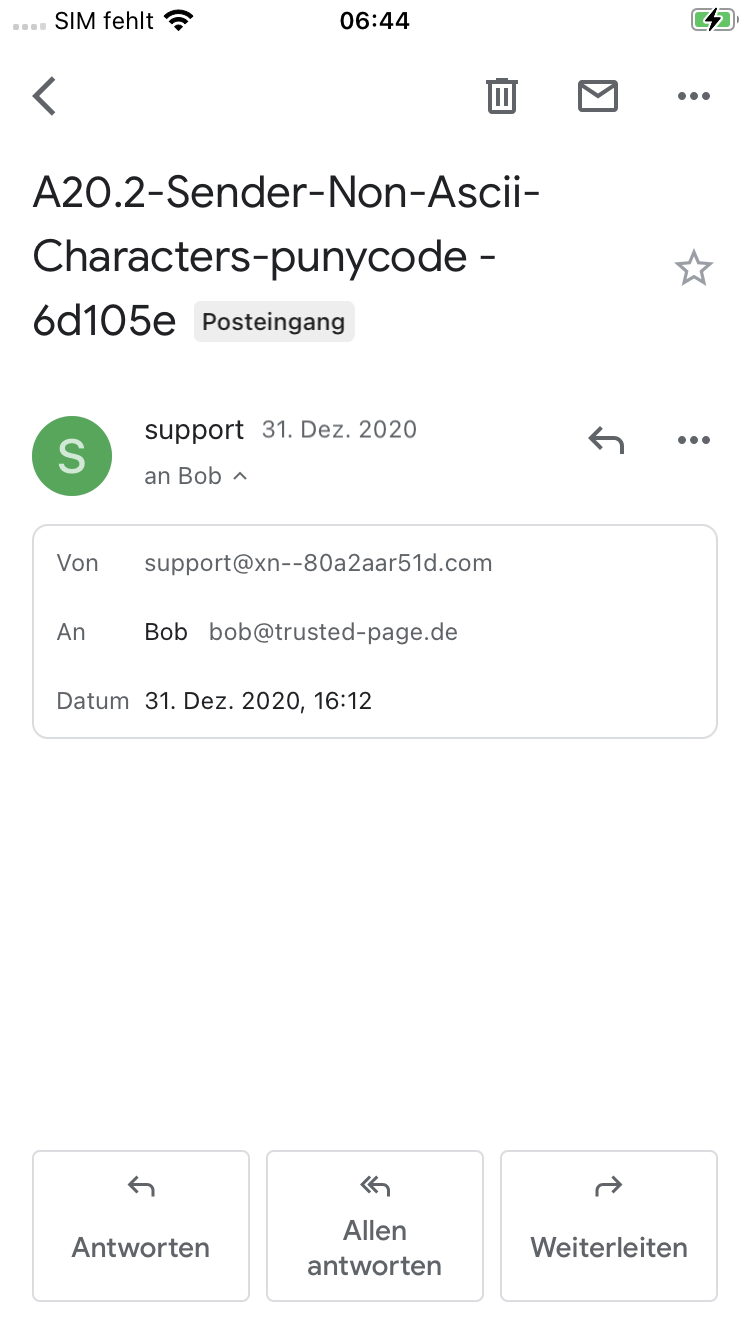 SIM fehlt 06:44
A20.2-Sender-Non-Ascii-
Characters-punycode -
6d105e Posteingang
S
support 31. Dez. 2020
an Bob
Von support@xn--80a2aar51d.com
An Bob bob@trusted-page.de
Datum 31. Dez. 2020, 16:12
Antworten
Allen
antworten
Weiterleiten